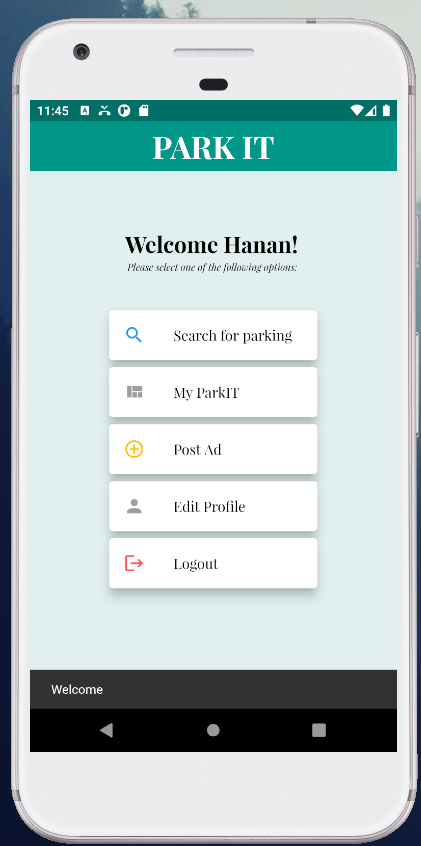 11:45
PARK IT
Welcome Hanan!
Please select one of the following options:
Search for parking
My ParkIT
Post Ad
Edit Profile
Logout
Welcome